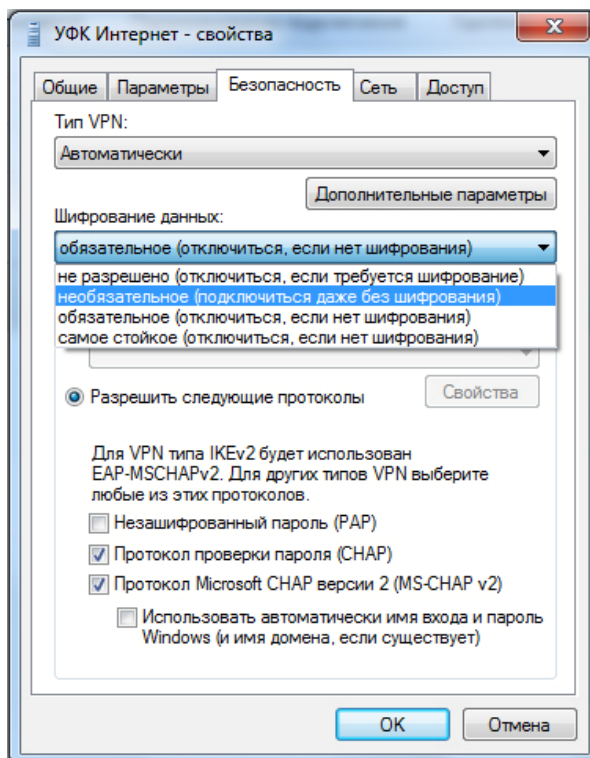 УФК Интернет - свойства
Общие Параметры Безопасность Сеть Доступ
Тип VPN:
Автоматически
Дополнительные параметры
Шифрование данных:
обязательное (отключиться, если нет шифрования)
не разрешено (отключиться, если требуется шифрование)
необязательное (подключиться даже без шифрования)
обязательное (отключиться, если нет шифрования)
самое стойкое (отключиться, если нет шифрования)
Разрешить следующие протоколы
Свойства
Для VPN типа IKEv2 будет использован
EAP-MSCHAPv2. Для других типов VPN выберите
любые из этих протоколов.
Незашифрованный пароль (PAP)
Протокол проверки пароля (CHAP)
Протокол Microsoft CHAP версии 2 (MS-CHAP v2)
Использовать автоматически имя входа и пароль
Windows (и имя домена, если существует)
OK Отмена